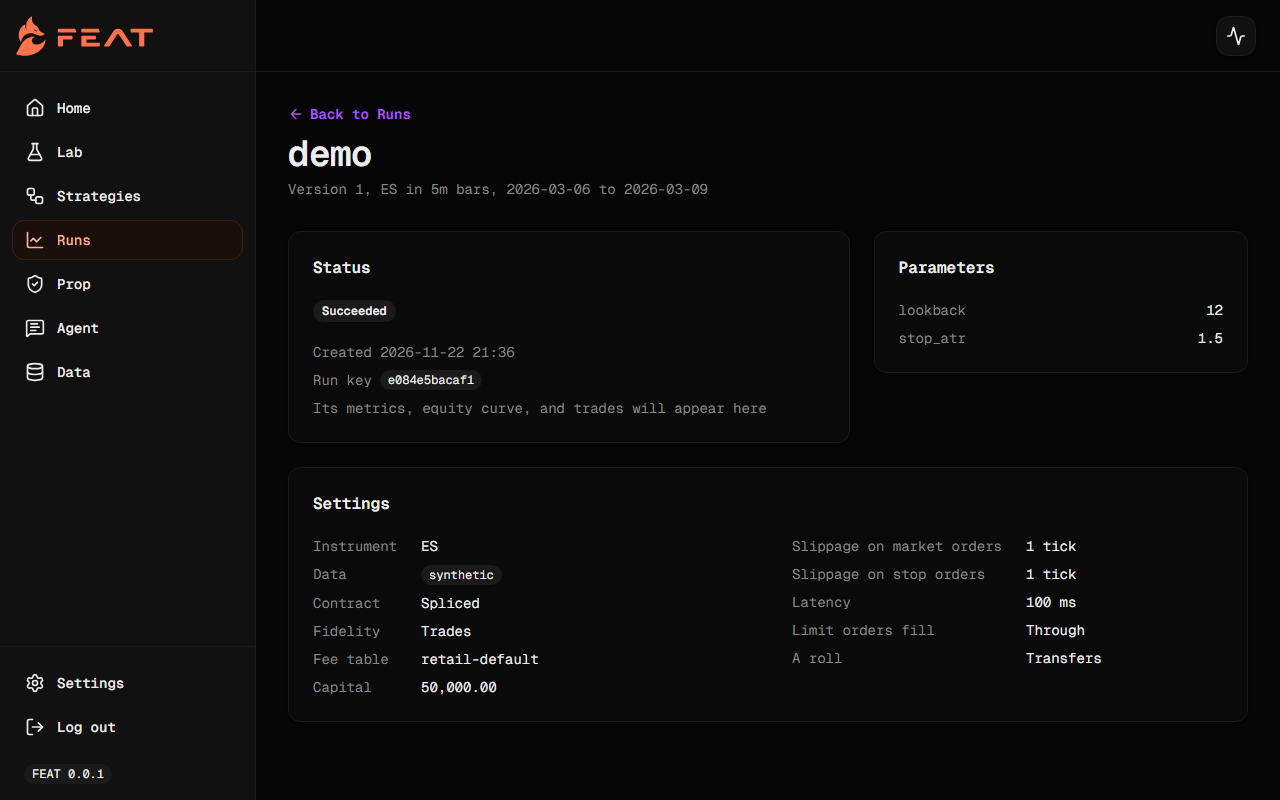 FEAT
Home
Lab
Strategies
Runs
Prop
Agent
Data
Settings
Log out
FEAT 0.0.1
Back to Runs
demo
Version 1, ES in 5m bars, 2026-03-06 to 2026-03-09
Status
Succeeded
Created 2026-11-22 21:36
Run key e084e5bacaf1
Its metrics, equity curve, and trades will appear here
Parameters
lookback 12
stop_atr 1.5
Settings
Instrument ES
Data synthetic
Contract Spliced
Fidelity Trades
Fee table retail-default
Capital 50,000.00
Slippage on market orders 1 tick
Slippage on stop orders 1 tick
Latency 100 ms
Limit orders fill Through
A roll Transfers